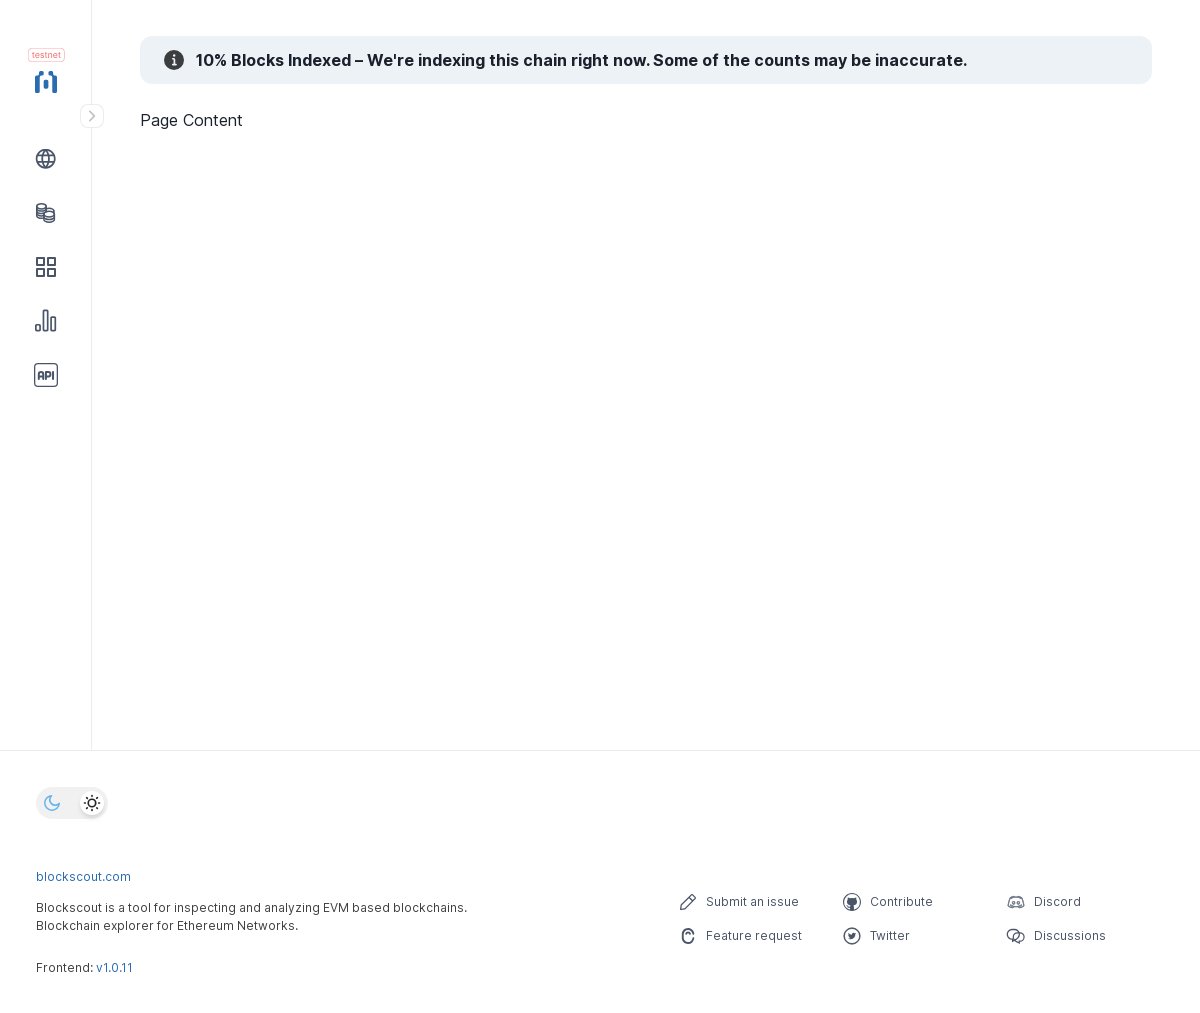 testnet
10% Blocks Indexed – We're indexing this chain right now. Some of the counts may be inaccurate.
Page Content
API
blockscout.com
Blockscout is a tool for inspecting and analyzing EVM based blockchains.
Blockchain explorer for Ethereum Networks.
Frontend: v1.0.11
Submit an issue
Contribute
Discord
Feature request
Twitter
Discussions